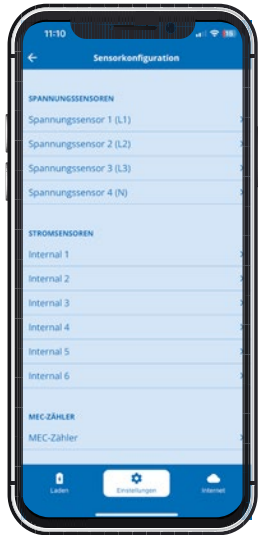 11:10
16
Sensorkonfiguration
SPANNUNGSSENSOREN
Spannungssensor 1 (L1)
Spannungssensor 2 (L2)
Spannungssensor 3 (L3)
Spannungssensor 4 (N)
STROMSENSOREN
Internal 1
Internal 2
Internal 3
Internal 4
Internal 5
Internal 6
MEC-ZÄHLER
MEC-Zähler
Laden
Einstellungen
Internet